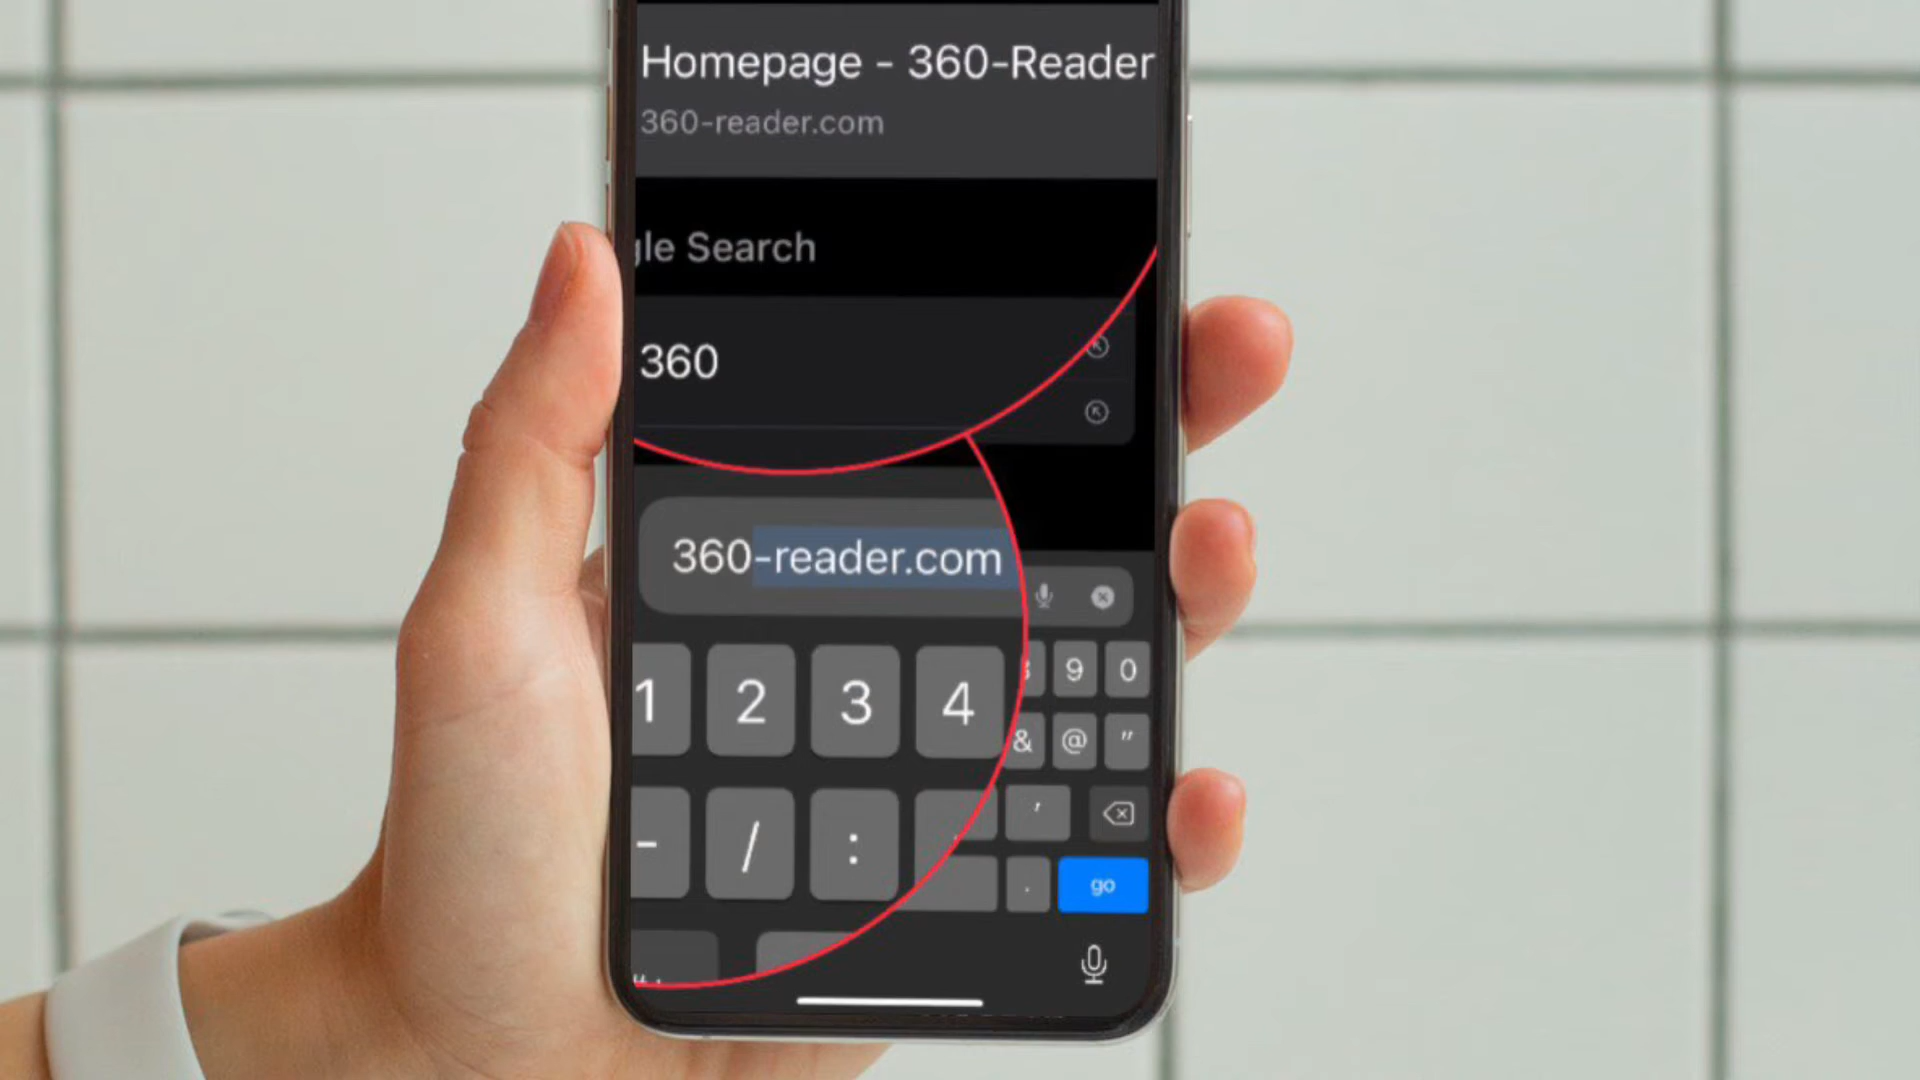 Homepage - 360-Reader
360-reader.com
gle Search
360
360-reader.com
1 2 3 4 9 0
& @ "
- / : '
. go